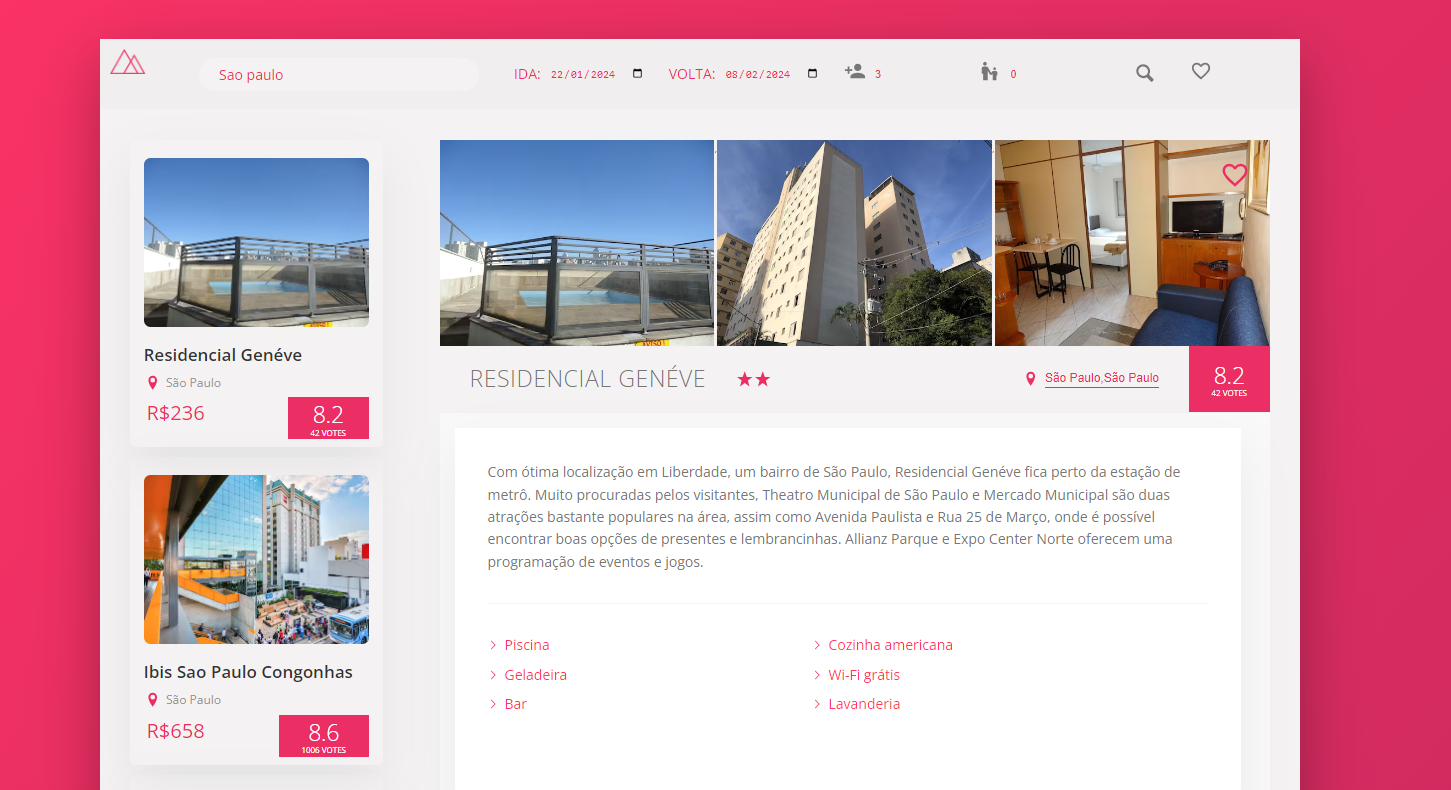 Sao paulo
IDA: 22/01/2024 VOLTA: 08/02/2024 3 0
Residencial Genéve
São Paulo
R$236
8.2
42 VOTES
Ibis Sao Paulo Congonhas
São Paulo
R$658
8.6
1006 VOTES
RESIDENCIAL GENÉVE
São Paulo,São Paulo
8.2
42 VOTES
Com ótima localização em Liberdade, um bairro de São Paulo, Residencial Genéve fica perto da estação de
metrô. Muito procuradas pelos visitantes, Theatro Municipal de São Paulo e Mercado Municipal são duas
atrações bastante populares na área, assim como Avenida Paulista e Rua 25 de Março, onde é possível
encontrar boas opções de presentes e lembrancinhas. Allianz Parque e Expo Center Norte oferecem uma
programação de eventos e jogos.
Piscina
Geladeira
Bar
Cozinha americana
Wi-Fi grátis
Lavanderia